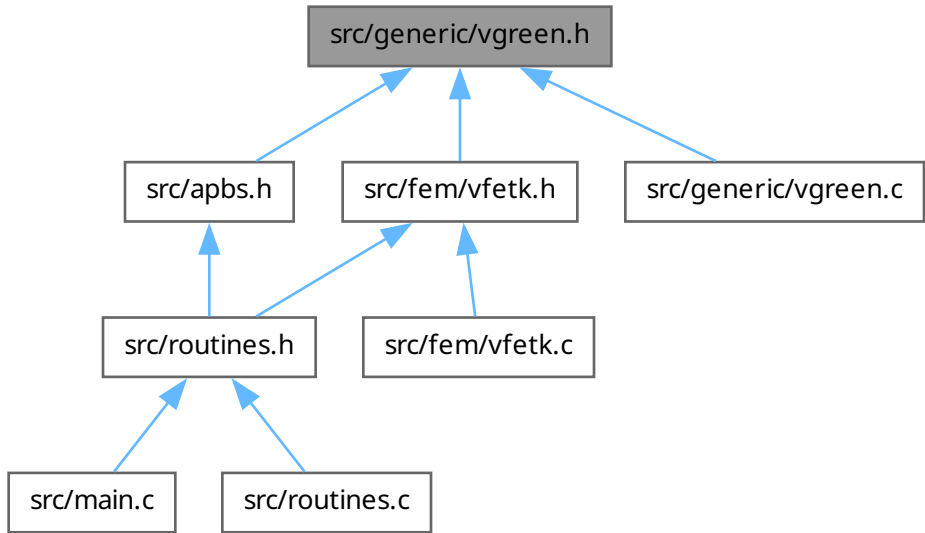 src/generic/vgreen.h
src/apbs.h
src/fem/vfetk.h
src/generic/vgreen.c
src/routines.h
src/fem/vfetk.c
src/main.c
src/routines.c